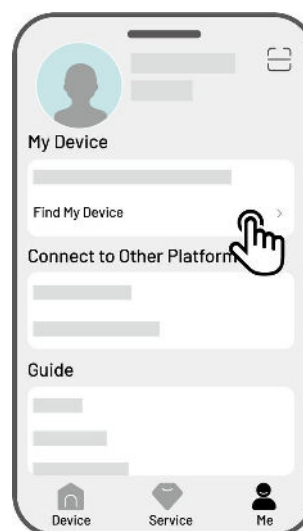 My Device
Find My Device
Connect to Other Platform
Guide
Device
Service
Me